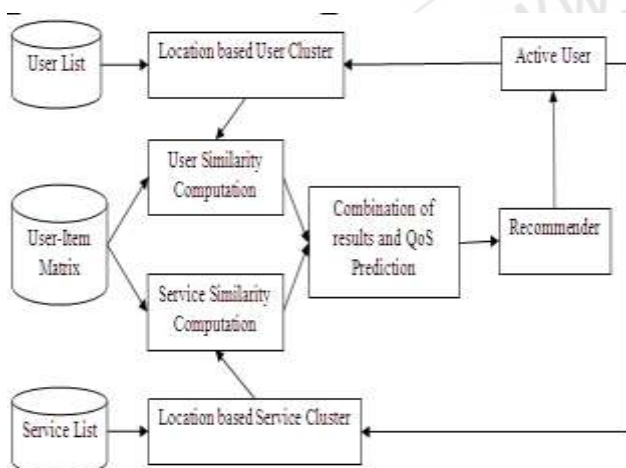 User List
Location based User Cluster
Active User
User Similarity
Computation
User-Item
Matrix
Combination of
results and QoS
Prediction
Recommender
Service Similarity
Computation
Service List
Location based Service Cluster